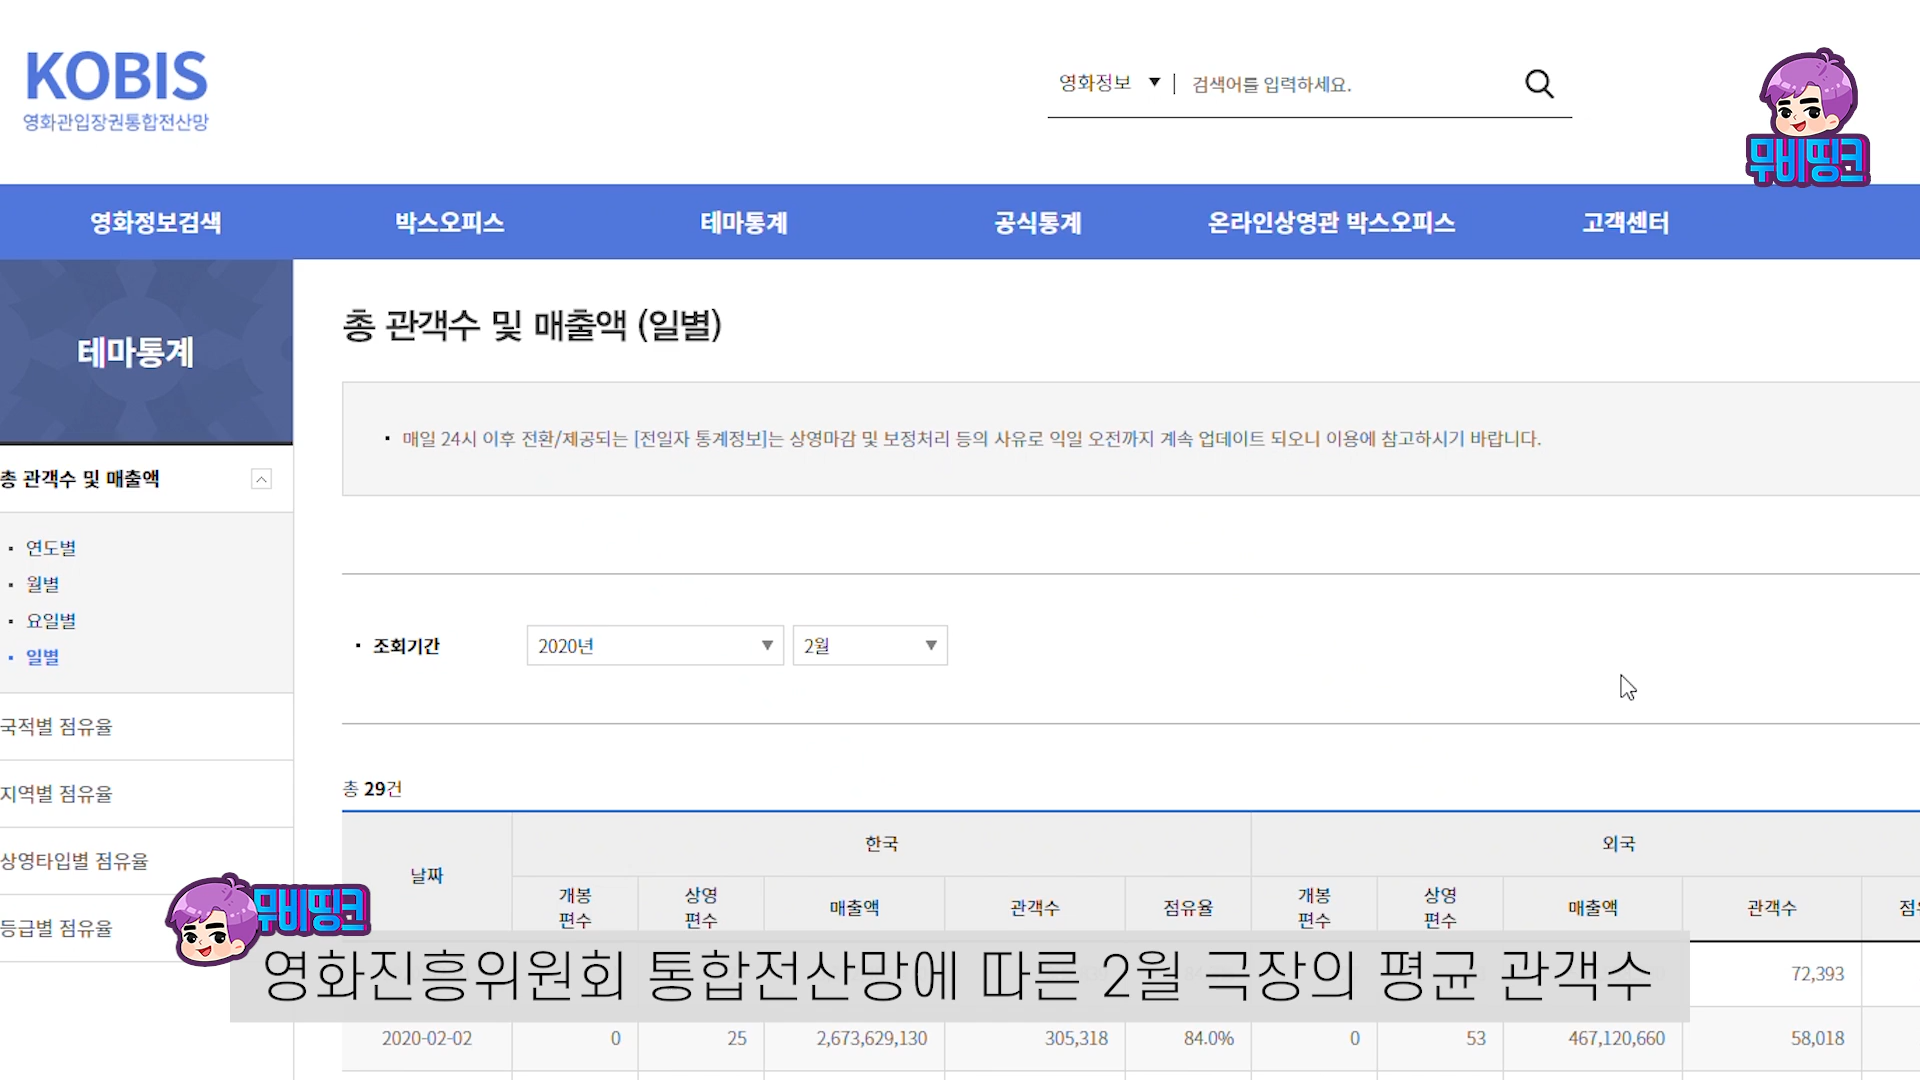 KOBIS
영화관입장권통합전산망
영화정보 ▼ | 검색어를 입력하세요.
무비띵크
영화정보검색 박스오피스 테마통계 공식통계 온라인상영관 박스오피스 고객센터
테마통계
총 관객수 및 매출액
· 연도별
· 월별
· 요일별
· 일별
국적별 점유율
지역별 점유율
상영타입별 점유율
등급별 점유율
총 관객수 및 매출액 (일별)
· 매일 24시 이후 전환/제공되는 [전일자 통계정보]는 상영마감 및 보정처리 등의 사유로 익일 오전까지 계속 업데이트 되오니 이용에 참고하시기 바랍니다.
· 조회기간 2020년 ▼ 2월 ▼
총 29건
날짜 한국 외국
개봉편수 상영편수 매출액 관객수 점유율 개봉편수 상영편수 매출액 관객수
72,393
2020-02-02 0 25 2,673,629,130 305,318 84.0% 0 53 467,120,660 58,018
무비띵크
영화진흥위원회 통합전산망에 따른 2월 극장의 평균 관객수